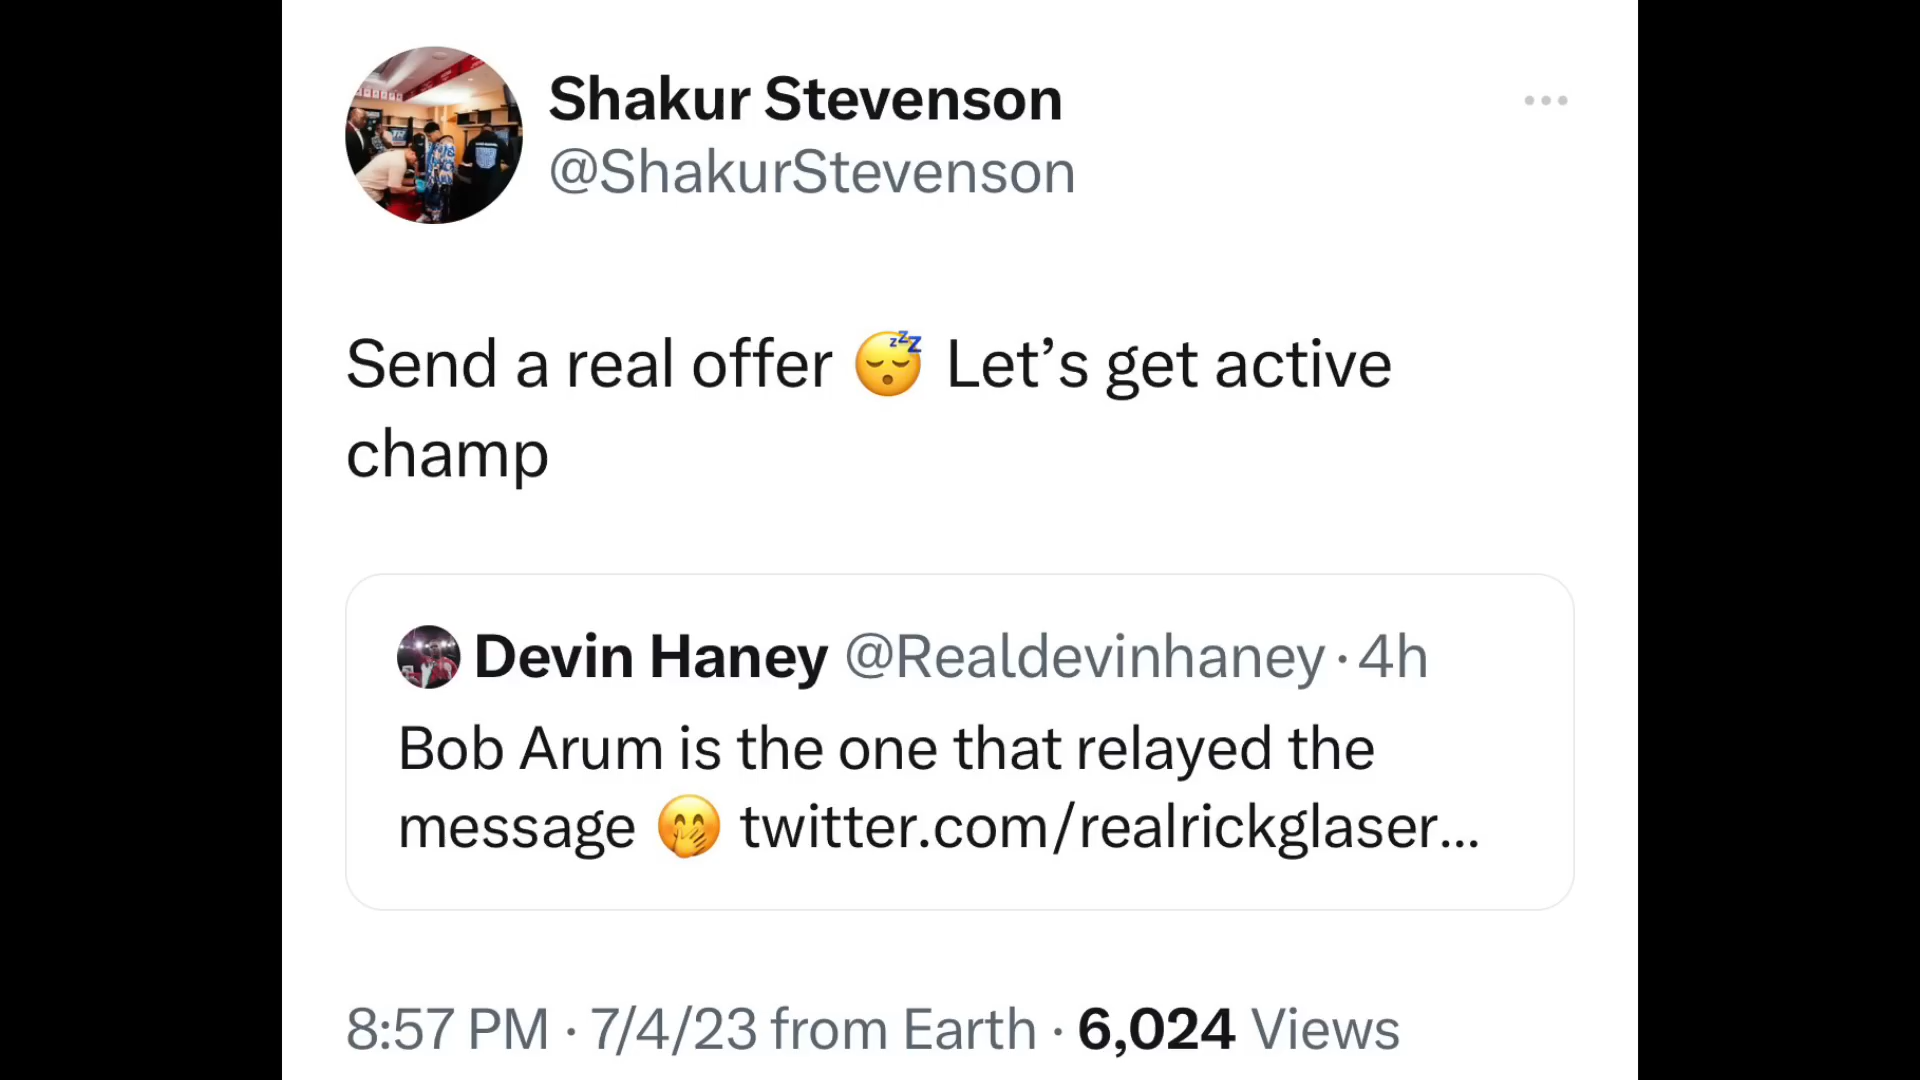 Shakur Stevenson
@ShakurStevenson
Send a real offer 😴 Let’s get active
champ
Devin Haney @Realdevinhaney · 4h
Bob Arum is the one that relayed the
message 🤭 twitter.com/realrickglaser...
8:57 PM · 7/4/23 from Earth · 6,024 Views